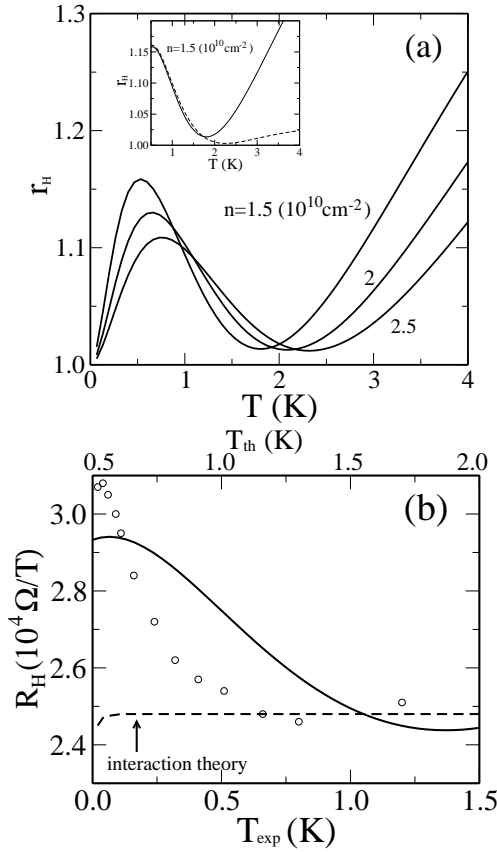 (a)
r_H
1.3
1.2
1.1
1.0
0 1 2 3 4
T (K)
n=1.5 (10^10cm^-2)
2
2.5
r_H
1.15
1.10
1.05
1.00
1 2 3 4
T (K)
n=1.5 (10^10cm^-2)
T_th (K)
0.5 1.0 1.5 2.0
(b)
R_H (10^4 Ω/T)
3.0
2.8
2.6
2.4
interaction theory
0.0 0.5 1.0 1.5
T_exp (K)